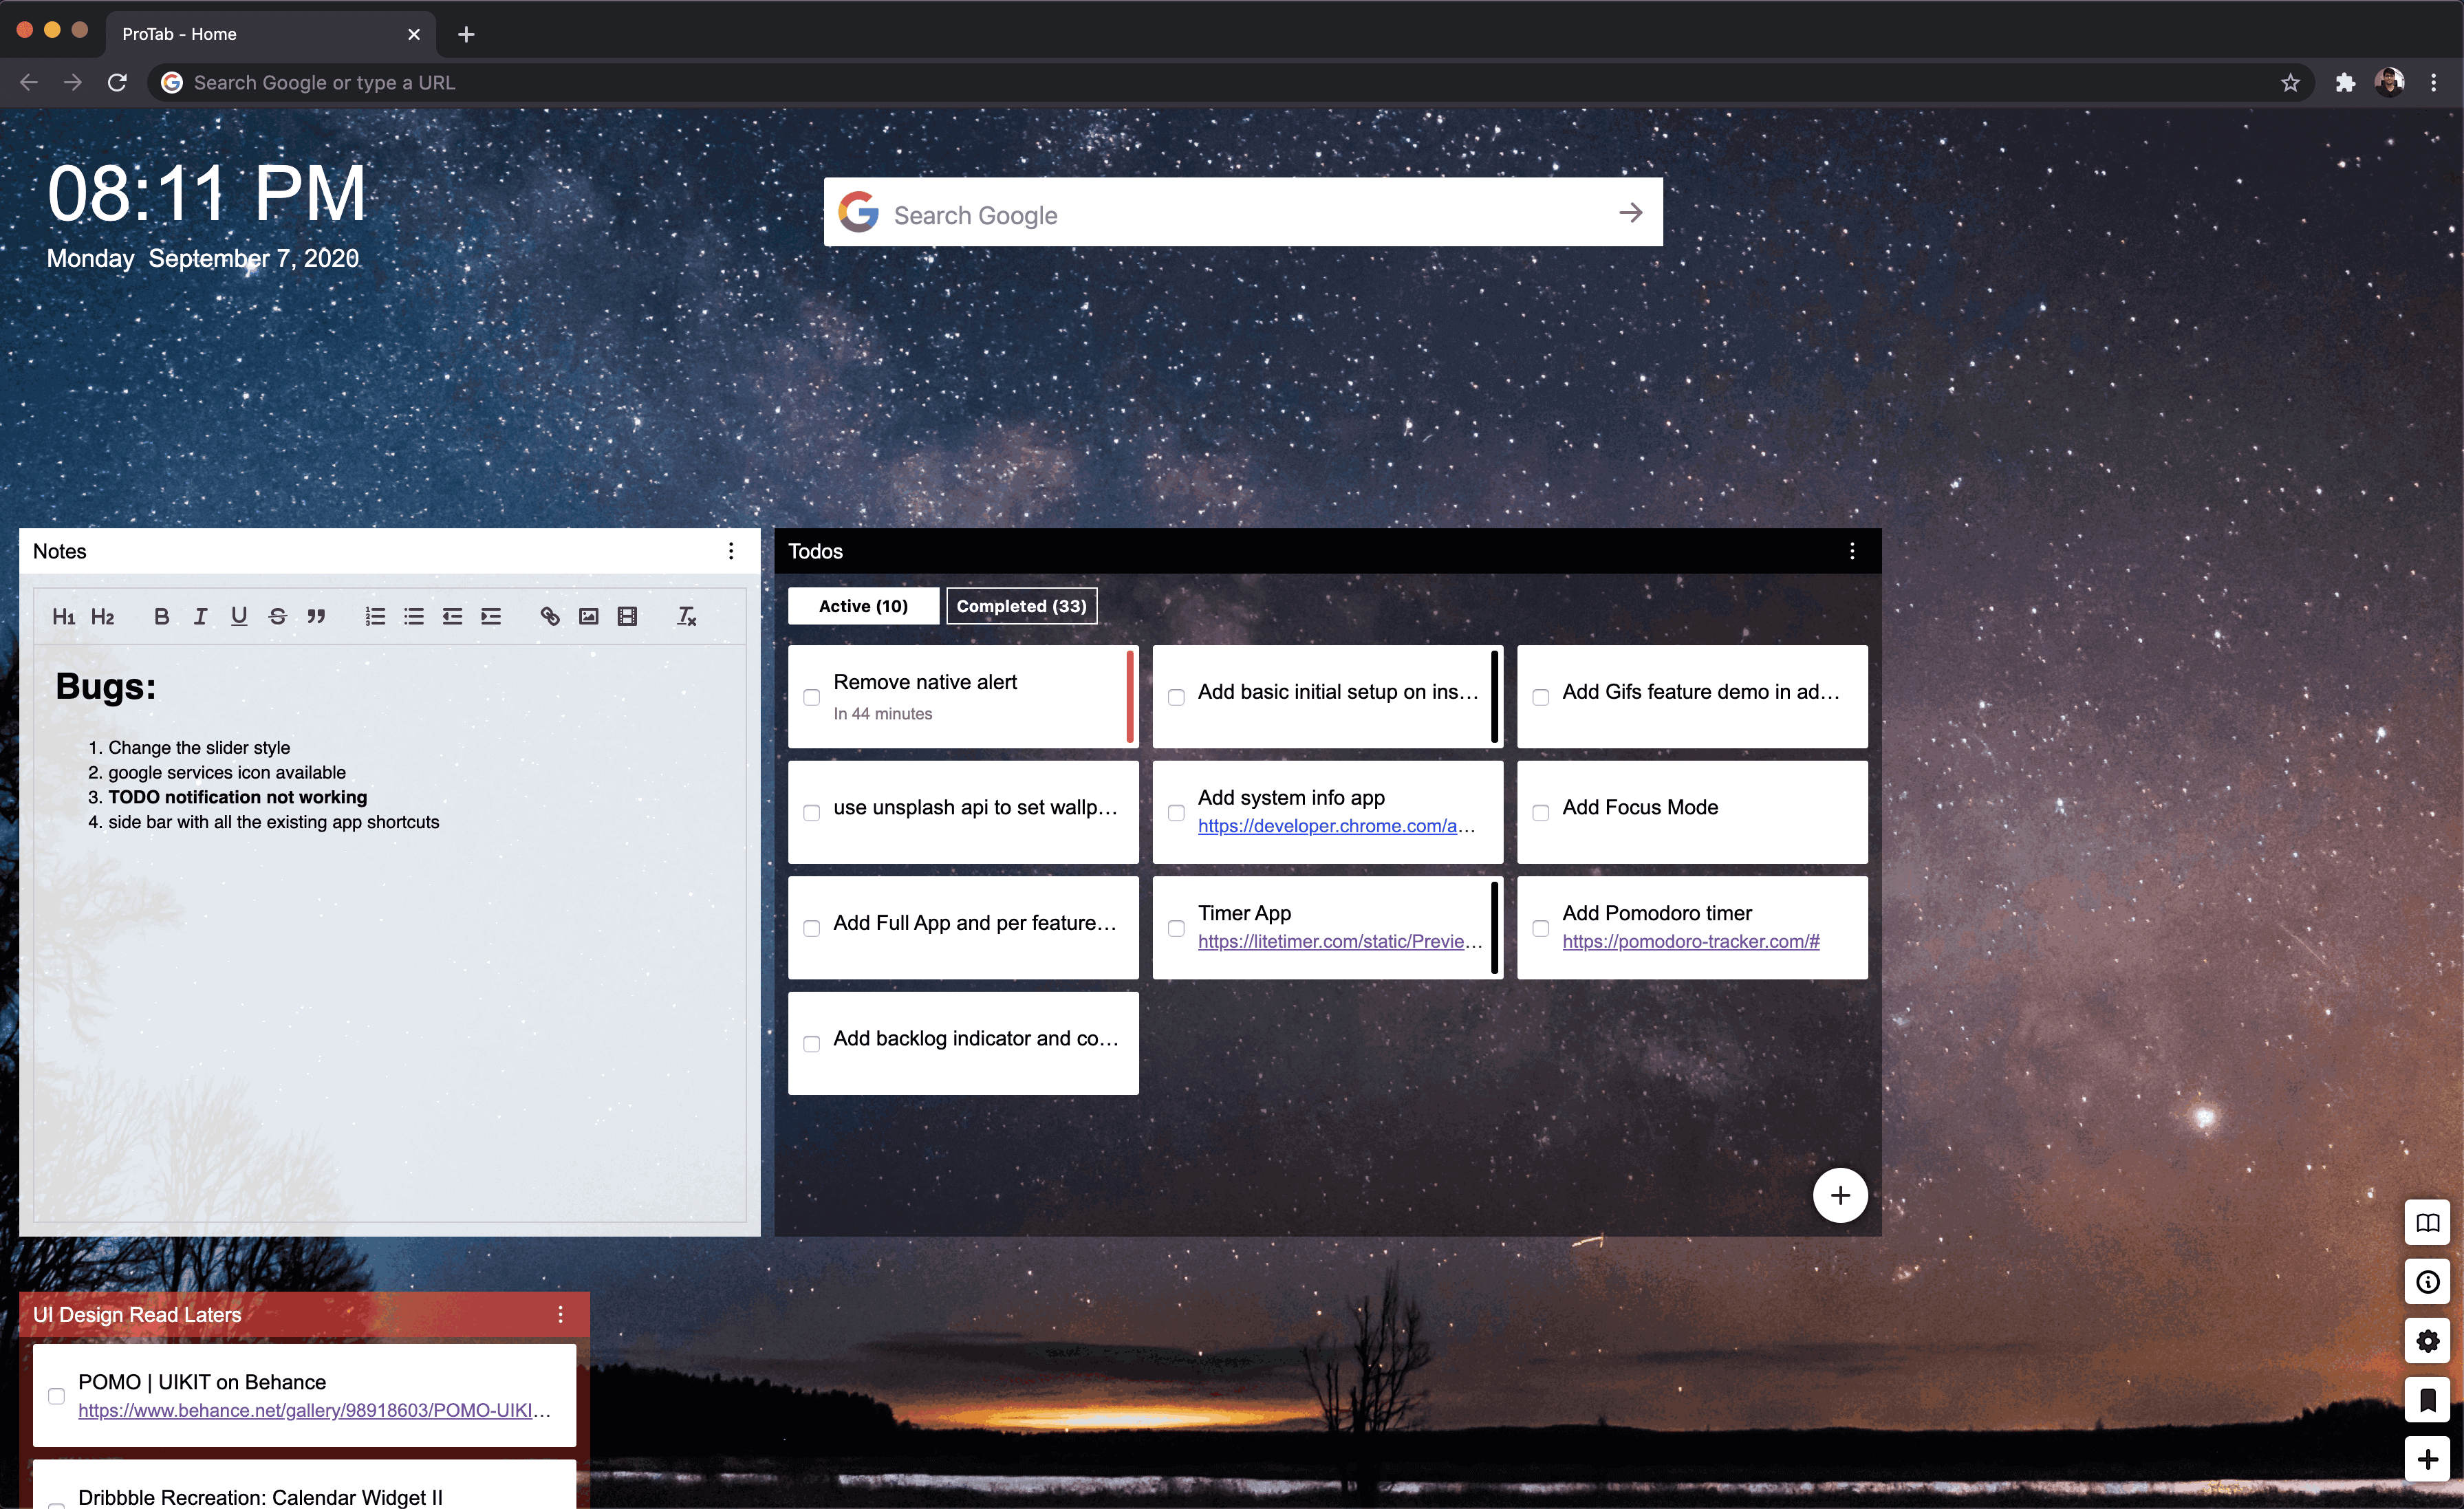 ProTab - Home
Search Google or type a URL
08:11 PM
Monday September 7, 2020
Search Google
Notes
H1 H2 B I U S
Bugs:
1. Change the slider style
2. google services icon available
3. TODO notification not working
4. side bar with all the existing app shortcuts
Todos
Active (10) Completed (33)
Remove native alert
In 44 minutes
Add basic initial setup on ins...
Add Gifs feature demo in ad...
use unsplash api to set wallp...
Add system info app
https://developer.chrome.com/a...
Add Focus Mode
Add Full App and per feature...
Timer App
https://litetimer.com/static/Previe...
Add Pomodoro timer
https://pomodoro-tracker.com/#
Add backlog indicator and co...
UI Design Read Laters
POMO | UIKIT on Behance
https://www.behance.net/gallery/98918603/POMO-UIKI...
Dribbble Recreation: Calendar Widget II